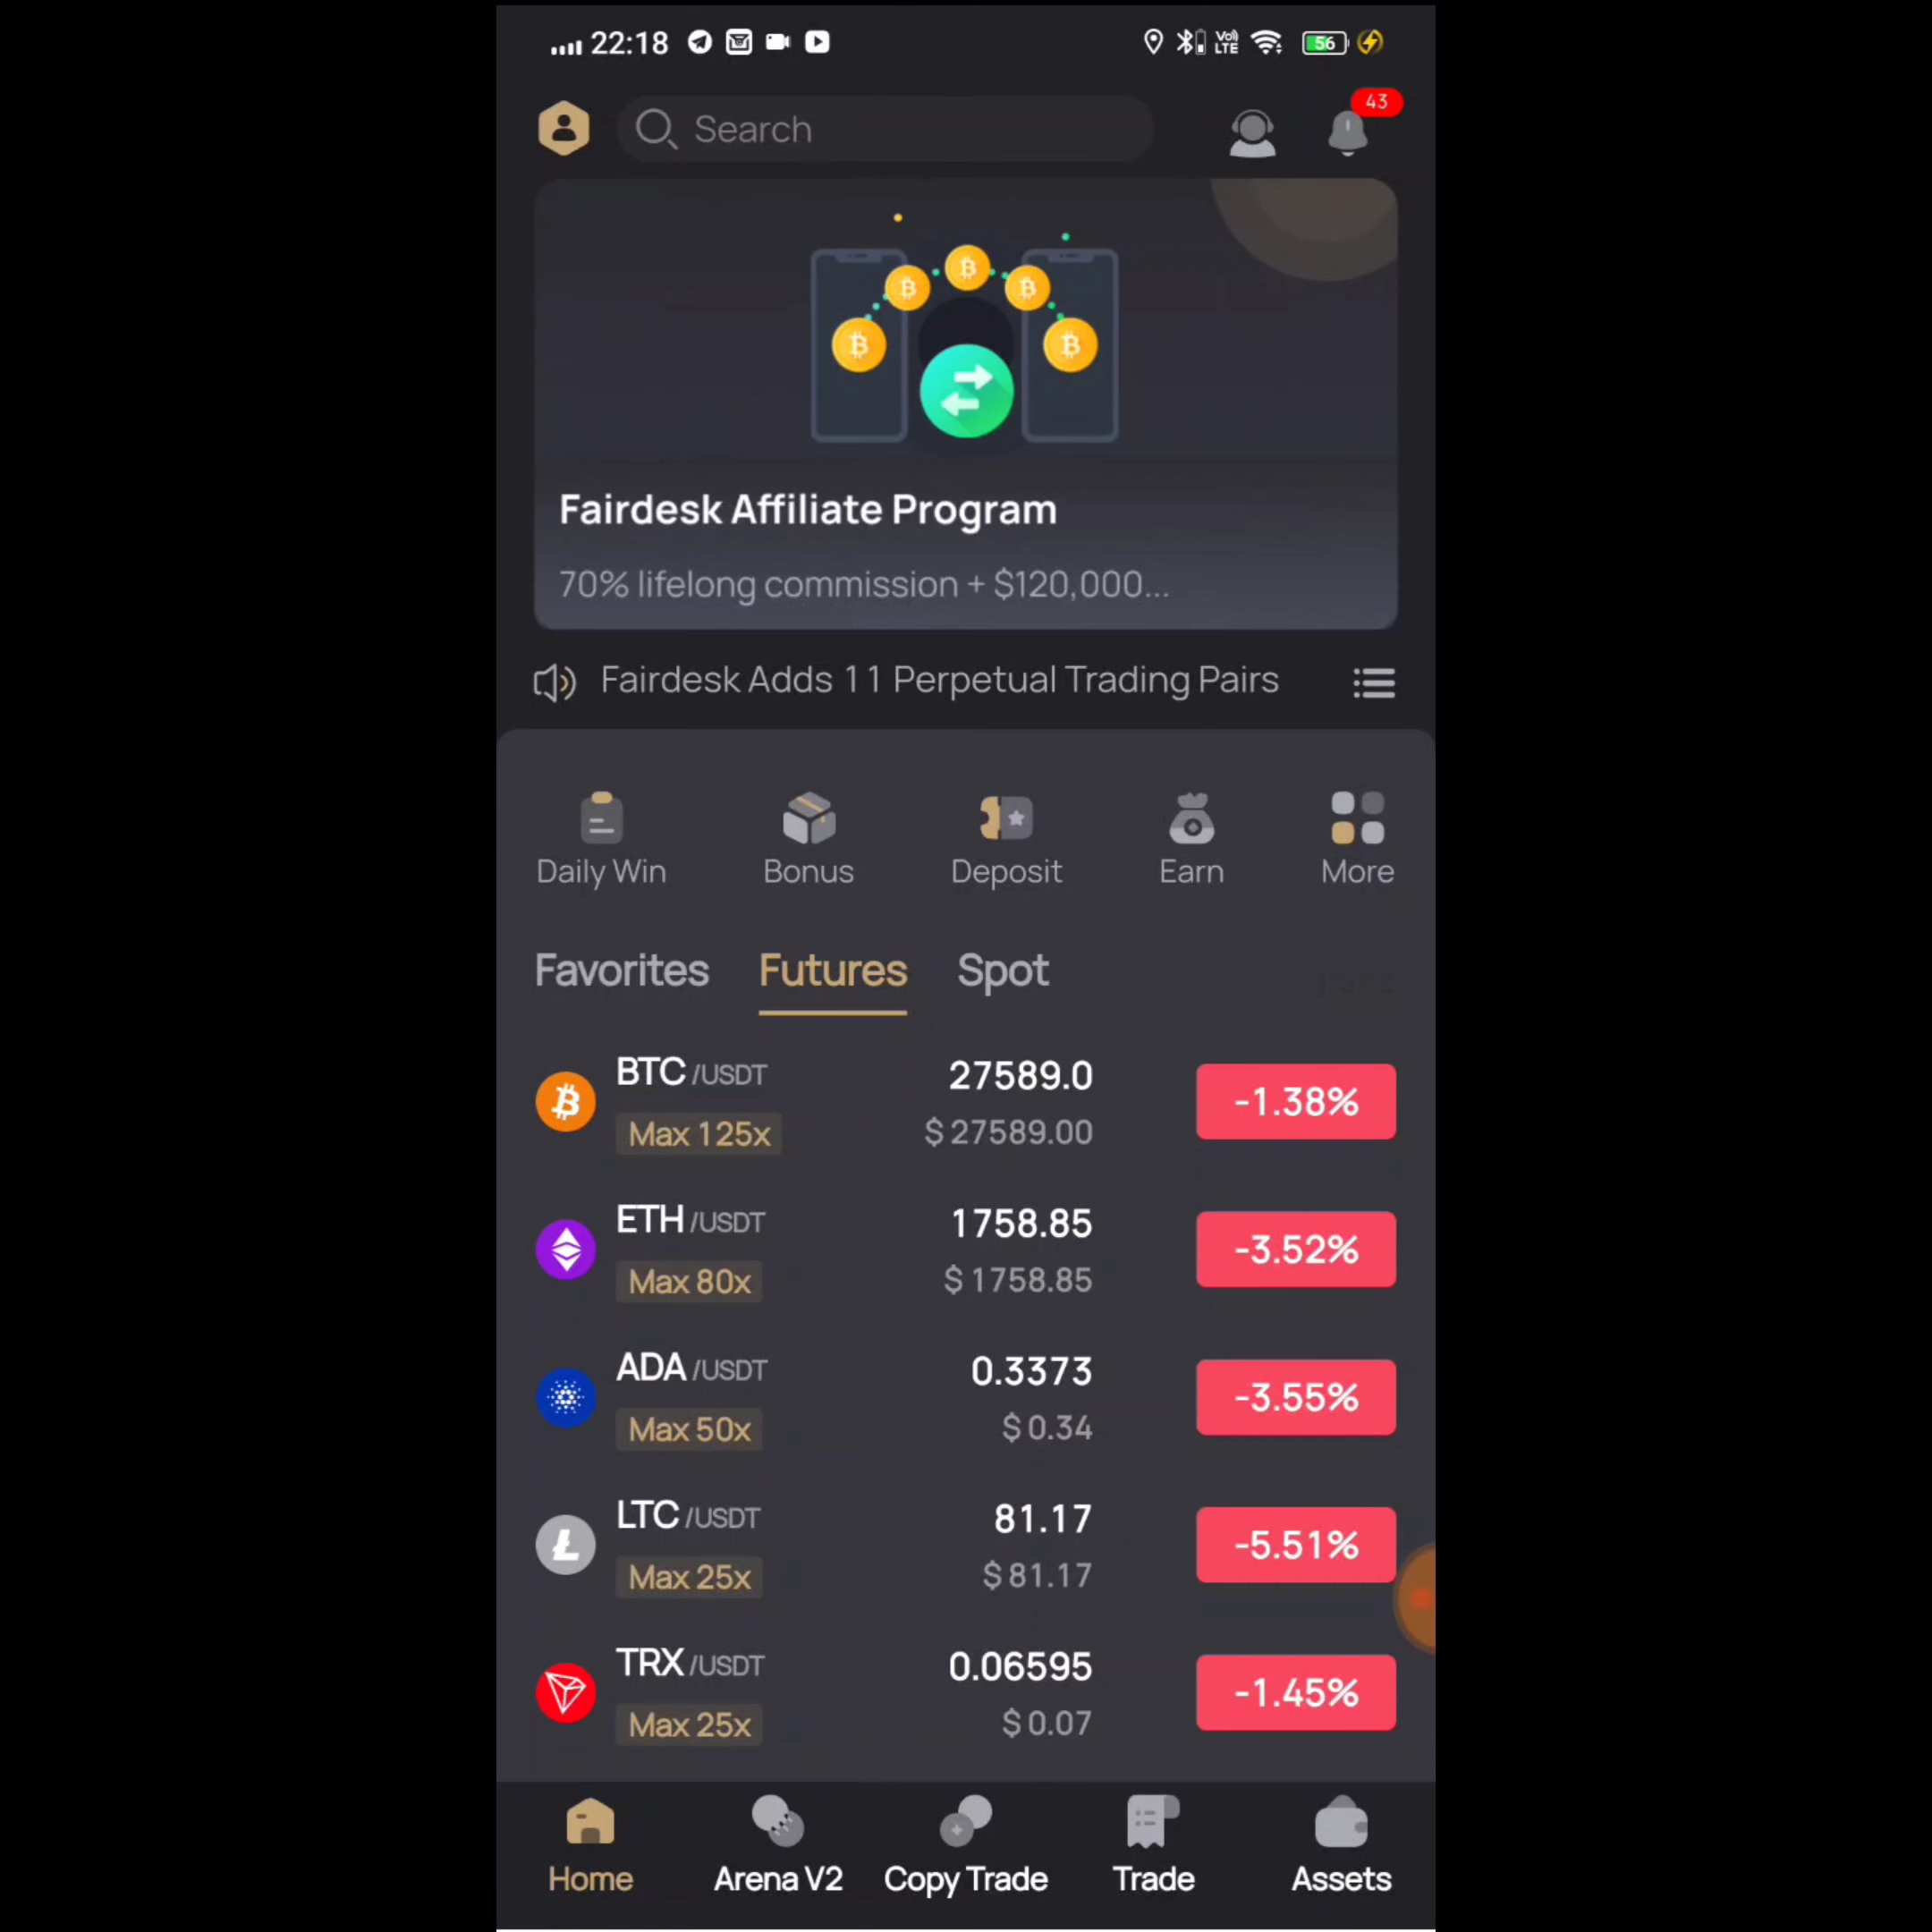 22:18
Vo) LTE
56
Search
43
Fairdesk Affiliate Program
70% lifelong commission + $120,000...
Fairdesk Adds 11 Perpetual Trading Pairs
Daily Win Bonus Deposit Earn More
Favorites Futures Spot
BTC /USDT 27589.0 -1.38%
Max 125x $ 27589.00
ETH /USDT 1758.85 -3.52%
Max 80x $ 1758.85
ADA /USDT 0.3373 -3.55%
Max 50x $ 0.34
LTC /USDT 81.17 -5.51%
Max 25x $ 81.17
TRX /USDT 0.06595 -1.45%
Max 25x $ 0.07
Home Arena V2 Copy Trade Trade Assets